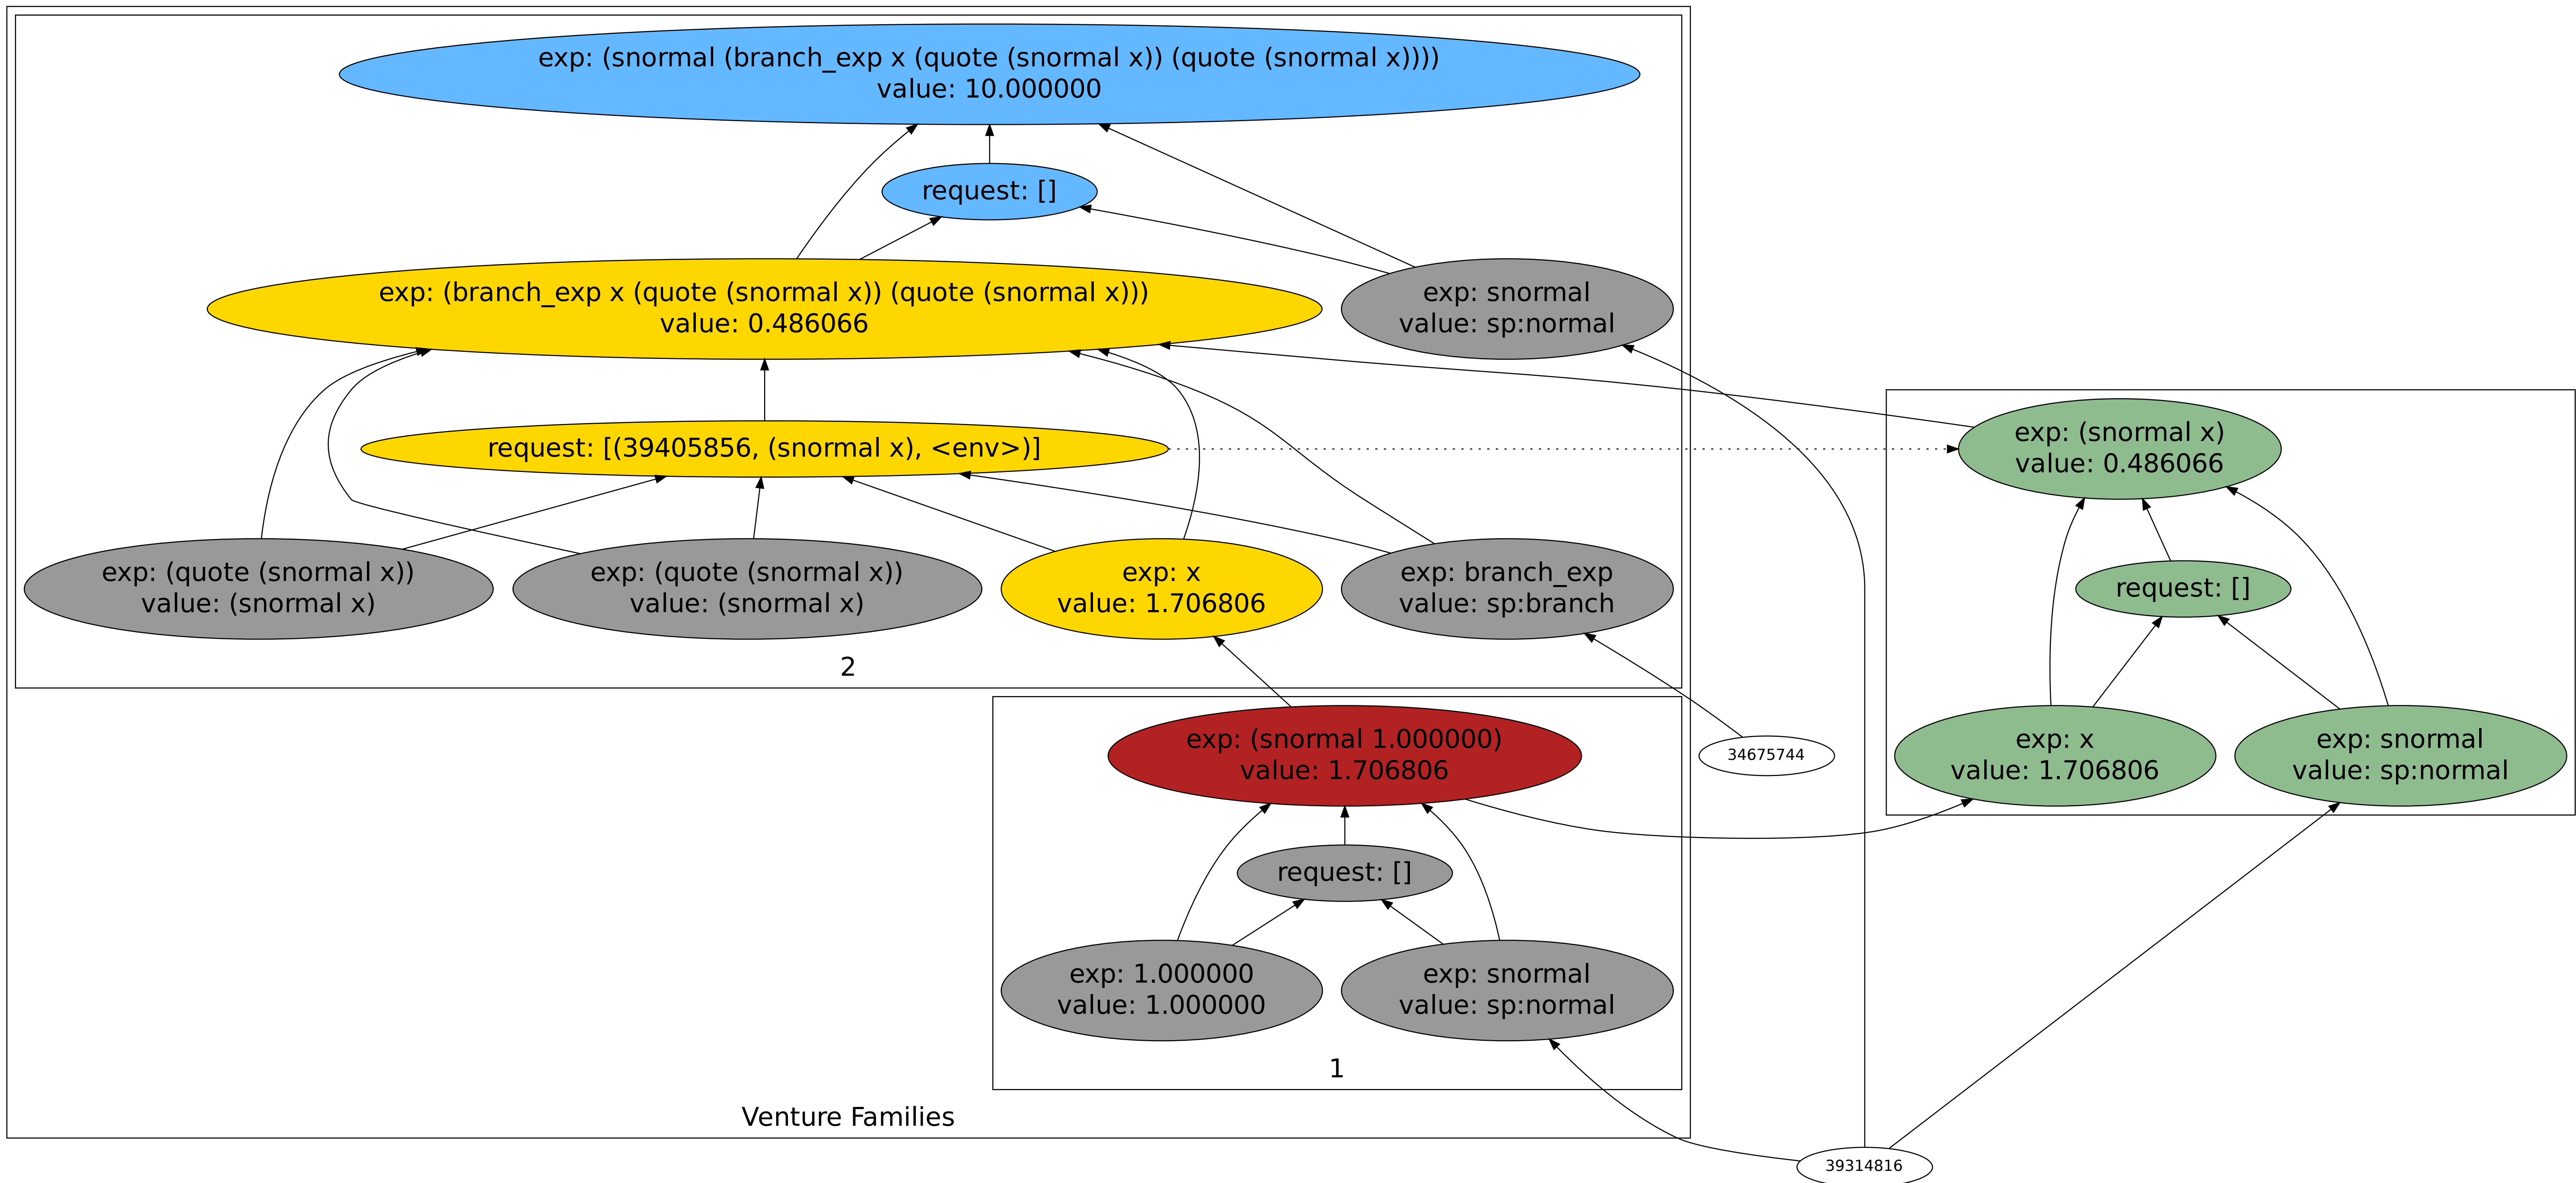 exp: (snormal (branch_exp x (quote (snormal x)) (quote (snormal x))))
value: 10.000000
request: []
exp: (branch_exp x (quote (snormal x)) (quote (snormal x)))
value: 0.486066
exp: snormal
value: sp:normal
request: [(39405856, (snormal x), <env>)]
exp: (snormal x)
value: 0.486066
exp: (quote (snormal x))
value: (snormal x)
exp: (quote (snormal x))
value: (snormal x)
exp: x
value: 1.706806
exp: branch_exp
value: sp:branch
request: []
2
exp: (snormal 1.000000)
value: 1.706806
34675744
exp: x
value: 1.706806
exp: snormal
value: sp:normal
request: []
exp: 1.000000
value: 1.000000
exp: snormal
value: sp:normal
1
Venture Families
39314816